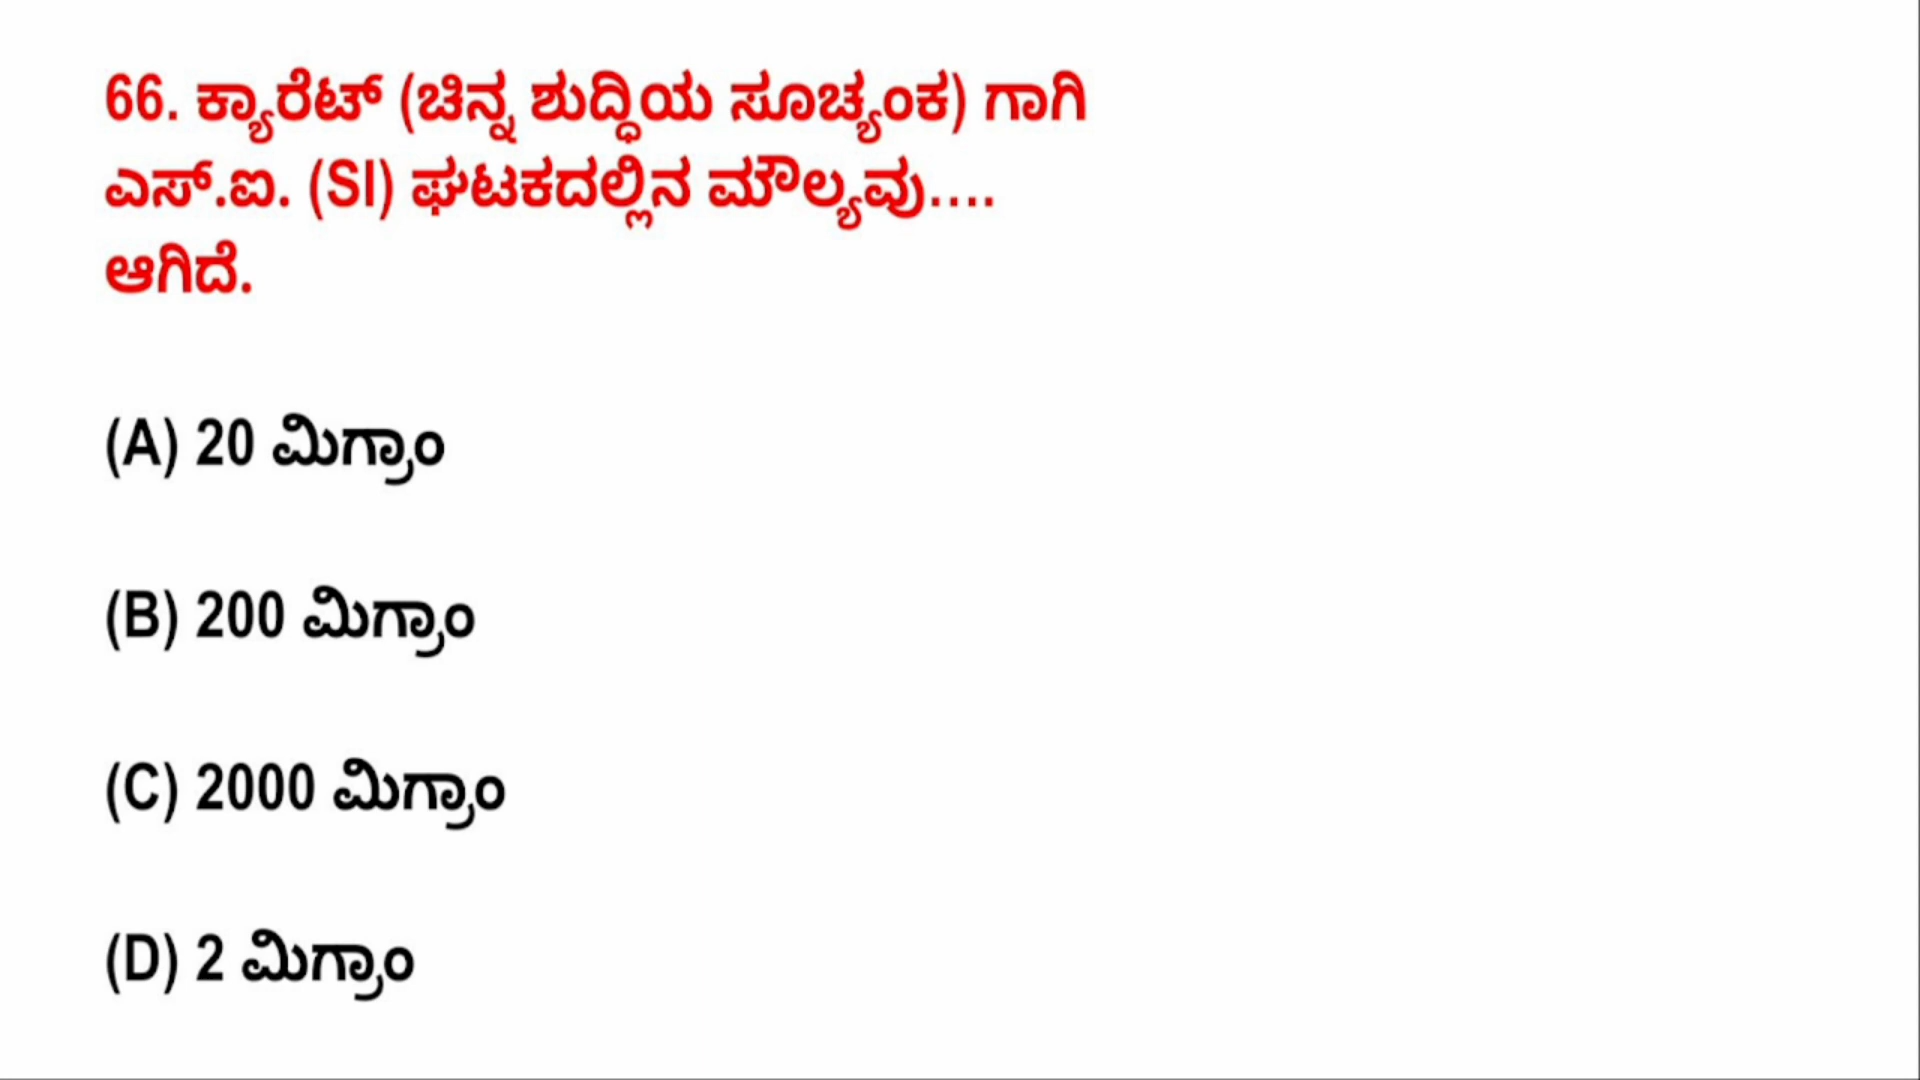 66. ಕ್ಯಾರೆಟ್ (ಚಿನ್ನ ಶುದ್ಧಿಯ ಸೂಚ್ಯಂಕ) ಗಾಗಿ
ಎಸ್.ಐ. (SI) ಘಟಕದಲ್ಲಿನ ಮೌಲ್ಯವು....
ಆಗಿದೆ.
(A) 20 ಮಿಗ್ರಾಂ
(B) 200 ಮಿಗ್ರಾಂ
(C) 2000 ಮಿಗ್ರಾಂ
(D) 2 ಮಿಗ್ರಾಂ